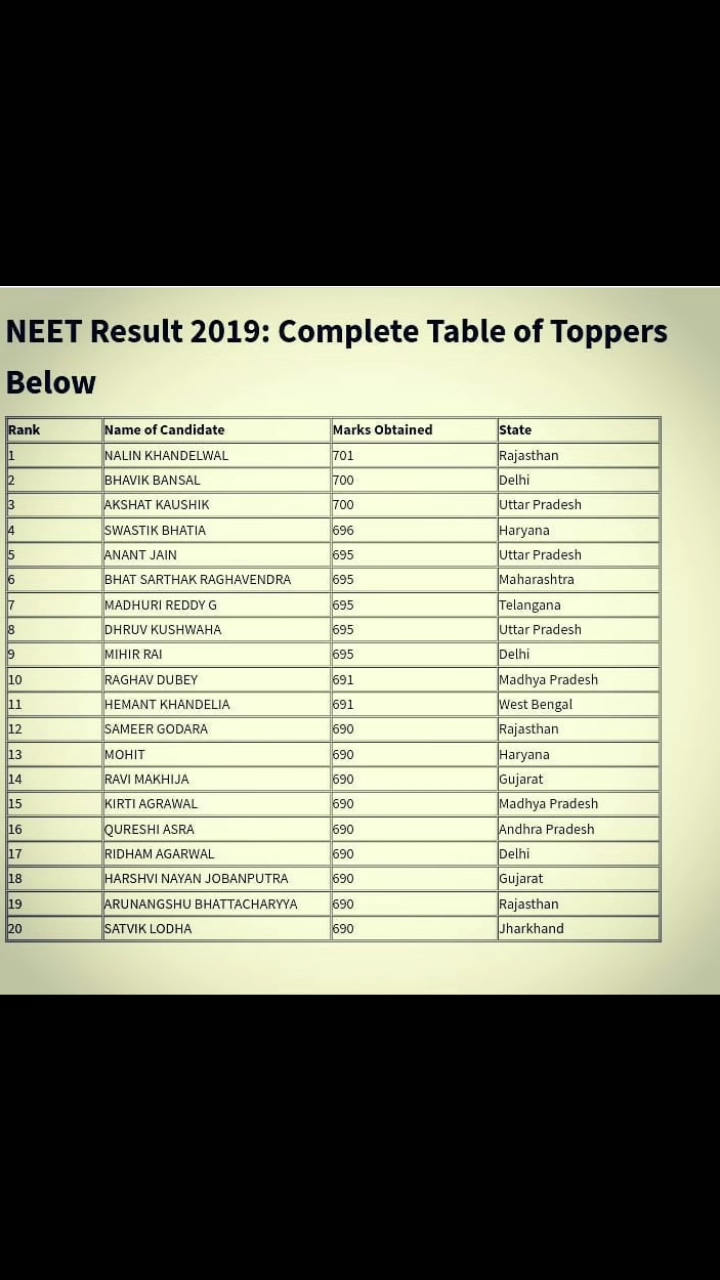 NEET Result 2019: Complete Table of Toppers
Below
Rank Name of Candidate Marks Obtained State
1 NALIN KHANDELWAL 701 Rajasthan
2 BHAVIK BANSAL 700 Delhi
3 AKSHAT KAUSHIK 700 Uttar Pradesh
4 SWASTIK BHATIA 696 Haryana
5 ANANT JAIN 695 Uttar Pradesh
6 BHAT SARTHAK RAGHAVENDRA 695 Maharashtra
7 MADHURI REDDY G 695 Telangana
8 DHRUV KUSHWAHA 695 Uttar Pradesh
9 MIHIR RAI 695 Delhi
10 RAGHAV DUBEY 691 Madhya Pradesh
11 HEMANT KHANDELIA 691 West Bengal
12 SAMEER GODARA 690 Rajasthan
13 MOHIT 690 Haryana
14 RAVI MAKHIJA 690 Gujarat
15 KIRTI AGRAWAL 690 Madhya Pradesh
16 QURESHI ASRA 690 Andhra Pradesh
17 RIDHAM AGARWAL 690 Delhi
18 HARSHVI NAYAN JOBANPUTRA 690 Gujarat
19 ARUNANGSHU BHATTACHARYYA 690 Rajasthan
20 SATVIK LODHA 690 Jharkhand